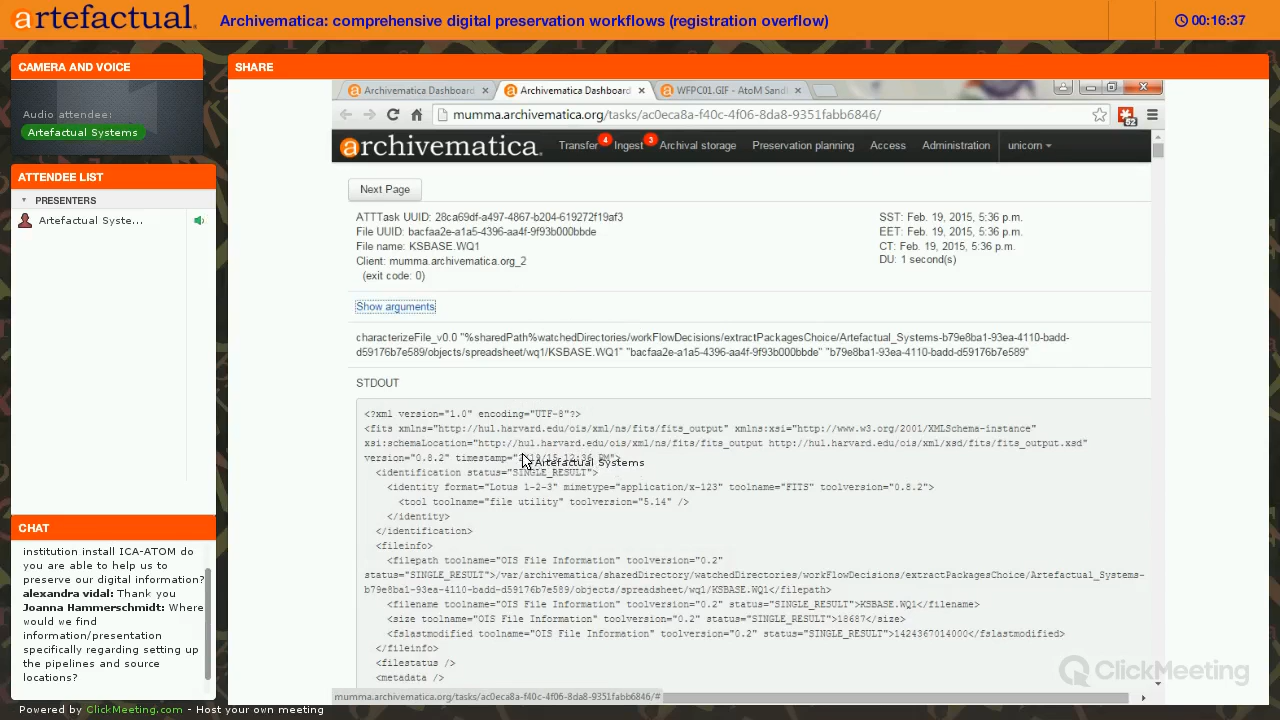 artefactual.
Archivematica: comprehensive digital preservation workflows (registration overflow)
00:16:37
CAMERA AND VOICE
Audio attendee:
Artefactual Systems
ATTENDEE LIST
PRESENTERS
Artefactual Syste...
CHAT
institution install ICA-ATOM do
you are able to help us to
preserve our digital information?
alexandra vidal: Thank you
Joanna Hammerschmidt: Where
would we find
information/presentation
specifically regarding setting up
the pipelines and source
locations?
SHARE
Archivematica Dashboard
Archivematica Dashboard
WFPC01.GIF - AtoM Sand
mumma.archivematica.org/tasks/ac0eca8a-f40c-4f06-8da8-9351fabb6846/
62
archivematica.
Transfer 4
Ingest 3
Archival storage
Preservation planning
Access
Administration
unicorn
Next Page
ATTTask UUID: 28ca69df-a497-4867-b204-619272f19af3
File UUID: bacfaa2e-a1a5-4396-aa4f-9f93b000bbde
File name: KSBASE.WQ1
Client: mumma.archivematica.org_2
(exit code: 0)
SST: Feb. 19, 2015, 5:36 p.m.
EET: Feb. 19, 2015, 5:36 p.m.
CT: Feb. 19, 2015, 5:36 p.m.
DU: 1 second(s)
Show arguments
characterizeFile_v0.0 "%sharedPath%watchedDirectories/workFlowDecisions/extractPackagesChoice/Artefactual_Systems-b79e8ba1-93ea-4110-badd-
d59176b7e589/objects/spreadsheet/wq1/KSBASE.WQ1" "bacfaa2e-a1a5-4396-aa4f-9f93b000bbde" "b79e8ba1-93ea-4110-badd-d59176b7e589"
STDOUT
<?xml version="1.0" encoding="UTF-8"?>
<fits xmlns="http://hul.harvard.edu/ois/xml/ns/fits/fits_output" xmlns:xsi="http://www.w3.org/2001/XMLSchema-instance"
xsi:schemaLocation="http://hul.harvard.edu/ois/xml/ns/fits/fits_output http://hul.harvard.edu/ois/xml/xsd/fits/fits_output.xsd"
version="0.8.2" timestamp="2/19/15 12:36 PM">
Artefactual Systems
<identification status="SINGLE_RESULT">
<identity format="Lotus 1-2-3" mimetype="application/x-123" toolname="FITS" toolversion="0.8.2">
<tool toolname="file utility" toolversion="5.14" />
</identity>
</identification>
<fileinfo>
<filepath toolname="OIS File Information" toolversion="0.2"
status="SINGLE_RESULT">/var/archivematica/sharedDirectory/watchedDirectories/workFlowDecisions/extractPackagesChoice/Artefactual_Systems-
b79e8ba1-93ea-4110-badd-d59176b7e589/objects/spreadsheet/wq1/KSBASE.WQ1</filepath>
<filename toolname="OIS File Information" toolversion="0.2" status="SINGLE_RESULT">KSBASE.WQ1</filename>
<size toolname="OIS File Information" toolversion="0.2" status="SINGLE_RESULT">18687</size>
<fslastmodified toolname="OIS File Information" toolversion="0.2" status="SINGLE_RESULT">1424367014000</fslastmodified>
</fileinfo>
<filestatus />
<metadata />
mumma.archivematica.org/tasks/ac0eca8a-f40c-4f06-8da8-9351fabb6846/#
ClickMeeting
Powered by ClickMeeting.com - Host your own meeting